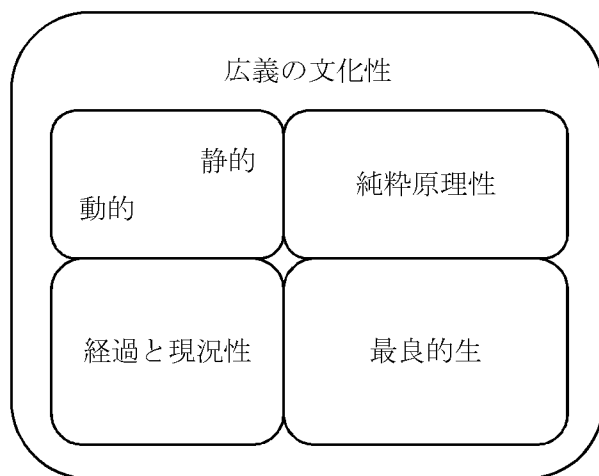 広義の文化性
静的
動的
純粋原理性
経過と現況性
最良的生